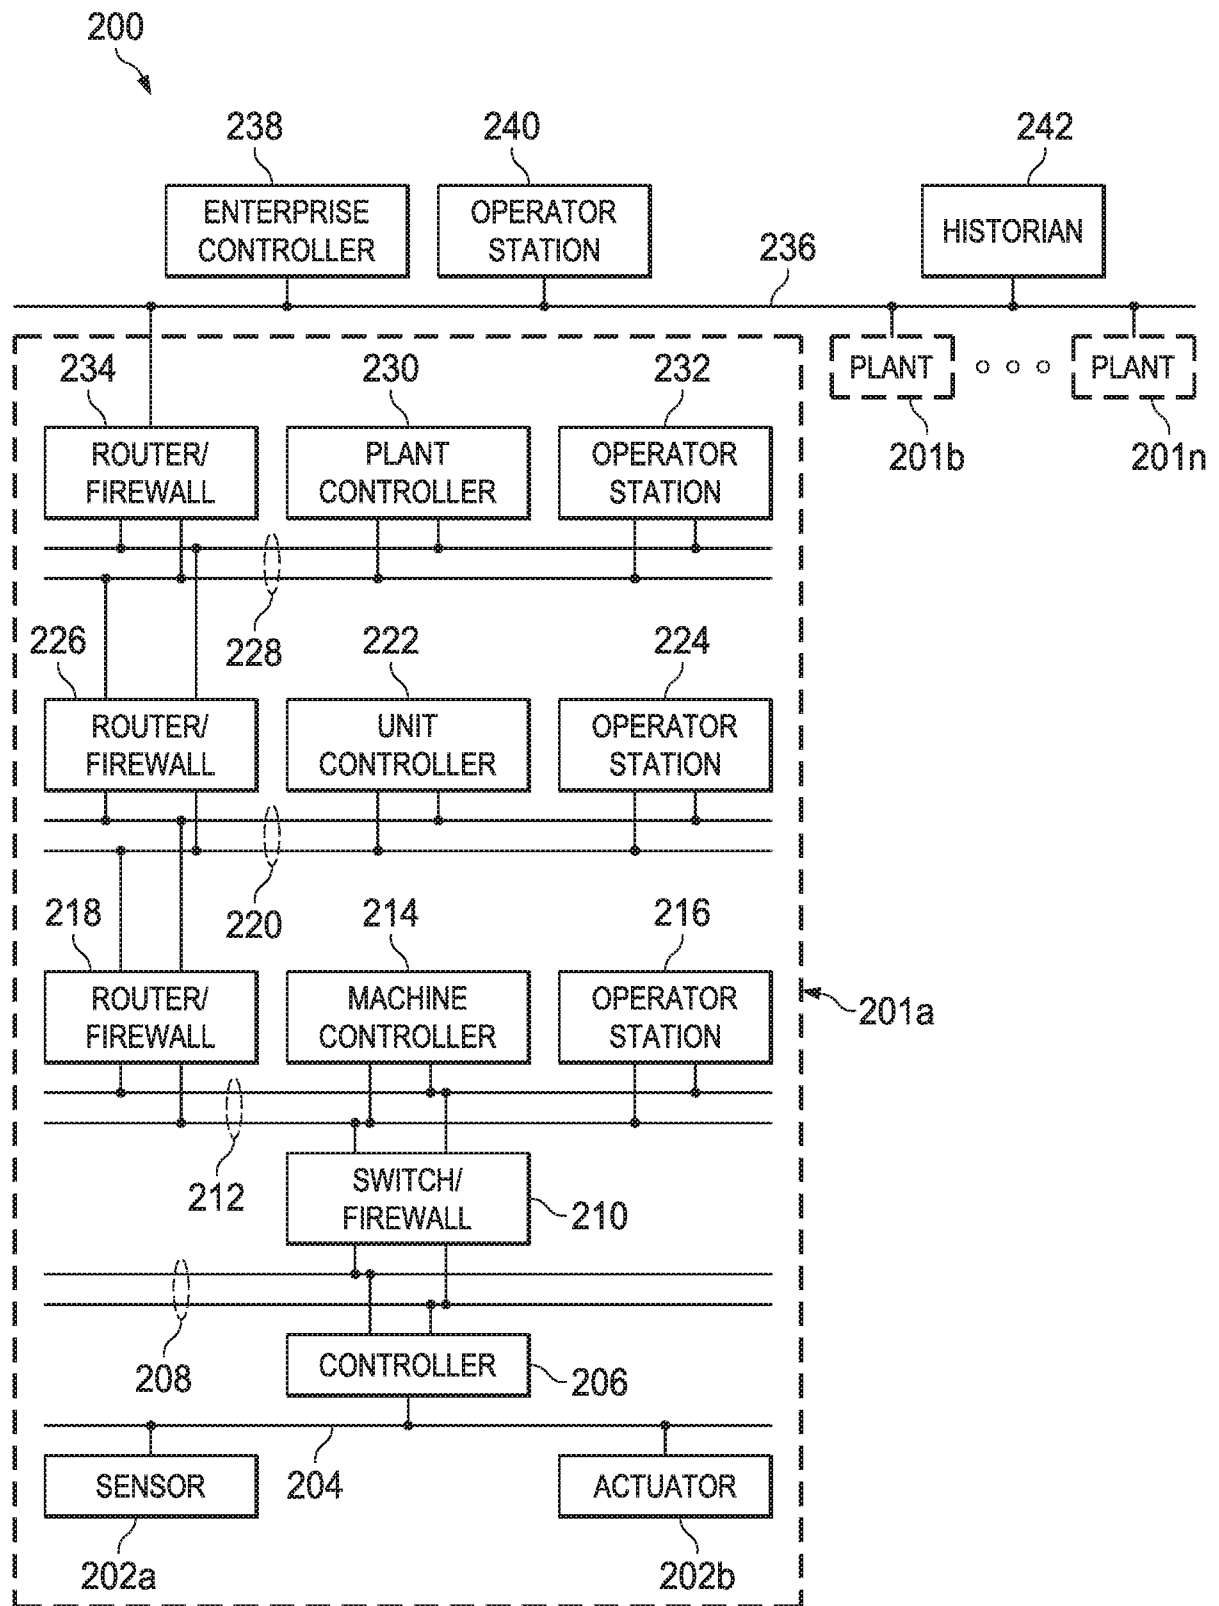 200
238
240
242
ENTERPRISE
CONTROLLER
OPERATOR
STATION
HISTORIAN
236
234
230
232
PLANT
PLANT
201b
201n
ROUTER/
FIREWALL
PLANT
CONTROLLER
OPERATOR
STATION
228
226
222
224
ROUTER/
FIREWALL
UNIT
CONTROLLER
OPERATOR
STATION
220
218
214
216
ROUTER/
FIREWALL
MACHINE
CONTROLLER
OPERATOR
STATION
201a
212
SWITCH/
FIREWALL
210
208
CONTROLLER
206
204
SENSOR
ACTUATOR
202a
202b